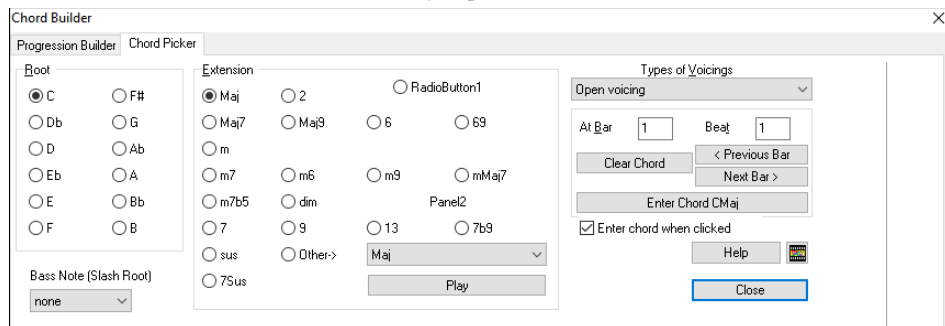 Chord Builder
Progression Builder Chord Picker
Root
C F#
Db G
D Ab
Eb A
E Bb
F B
Bass Note (Slash Root)
none
Extension
Maj 2 RadioButton1
Maj7 Maj9 6 69
m
m7 m6 m9 mMaj7
m7b5 dim Panel2
7 9 13 7b9
sus Other-> Maj
7Sus Play
Types of Voicings
Open voicing
At Bar 1 Beat 1
Clear Chord < Previous Bar
Next Bar >
Enter Chord CMaj
Enter chord when clicked
Help
Close